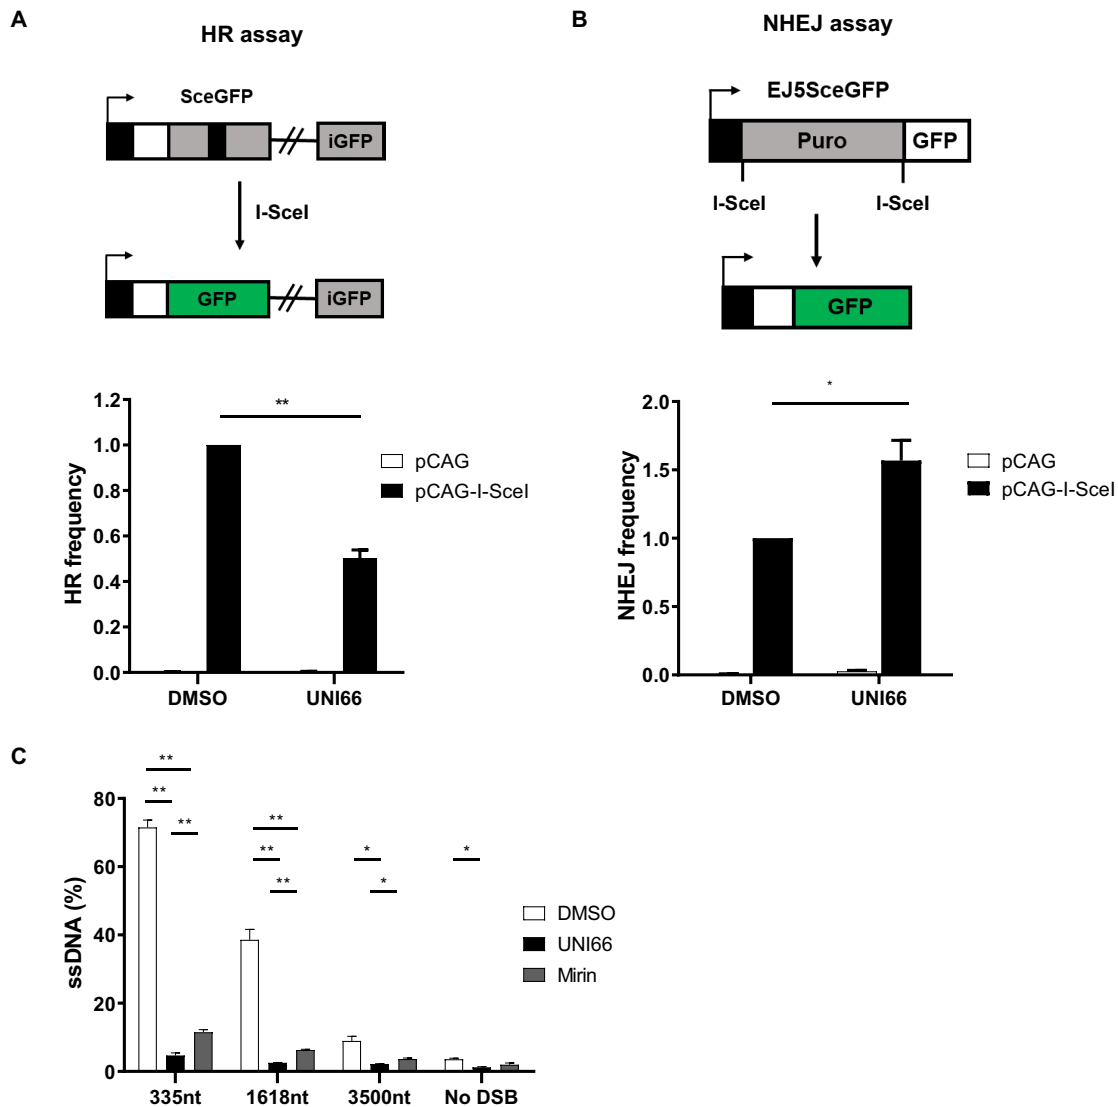 A
HR assay
SceGFP
iGFP
I-SceI
GFP
iGFP
**
1.2
1.0
0.8
0.6
0.4
0.2
0.0
HR frequency
DMSO
UNI66
pCAG
pCAG-I-SceI
B
NHEJ assay
EJ5SceGFP
Puro
GFP
I-SceI
I-SceI
GFP
*
2.0
1.5
1.0
0.5
0.0
NHEJ frequency
DMSO
UNI66
pCAG
pCAG-I-SceI
C
**
**
**
**
**
**
*
*
*
80
60
40
20
0
ssDNA (%)
335nt
1618nt
3500nt
No DSB
DMSO
UNI66
Mirin